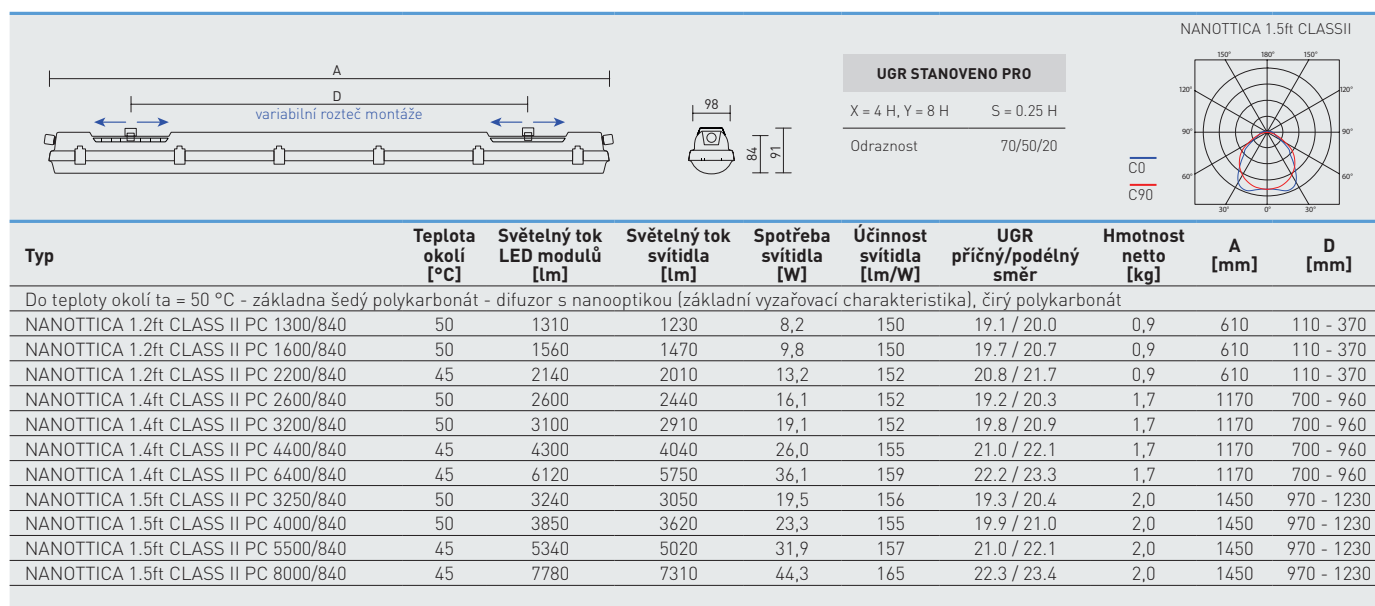 NANOTTICA 1.5ft CLASSII
150° 180° 150°
120° 120°
90° 90°
60° 60°
30° 0° 30°
C0
C90
A
D
variabilní rozteč montáže
98
84
91
UGR STANOVENO PRO
X = 4 H, Y = 8 H S = 0.25 H
Odraznost 70/50/20
Typ Teplota okolí [°C] Světelný tok LED modulů [lm] Světelný tok svítidla [lm] Spotřeba svítidla [W] Účinnost svítidla [lm/W] UGR příčný/podélný směr Hmotnost netto [kg] A [mm] D [mm]
Do teploty okolí ta = 50 °C - základna šedý polykarbonát - difuzor s nanooptikou (základní vyzařovací charakteristika), čirý polykarbonát
NANOTTICA 1.2ft CLASS II PC 1300/840 50 1310 1230 8,2 150 19.1 / 20.0 0,9 610 110 - 370
NANOTTICA 1.2ft CLASS II PC 1600/840 50 1560 1470 9,8 150 19.7 / 20.7 0,9 610 110 - 370
NANOTTICA 1.2ft CLASS II PC 2200/840 45 2140 2010 13,2 152 20.8 / 21.7 0,9 610 110 - 370
NANOTTICA 1.4ft CLASS II PC 2600/840 50 2600 2440 16,1 152 19.2 / 20.3 1,7 1170 700 - 960
NANOTTICA 1.4ft CLASS II PC 3200/840 50 3100 2910 19,1 152 19.8 / 20.9 1,7 1170 700 - 960
NANOTTICA 1.4ft CLASS II PC 4400/840 45 4300 4040 26,0 155 21.0 / 22.1 1,7 1170 700 - 960
NANOTTICA 1.4ft CLASS II PC 6400/840 45 6120 5750 36,1 159 22.2 / 23.3 1,7 1170 700 - 960
NANOTTICA 1.5ft CLASS II PC 3250/840 50 3240 3050 19,5 156 19.3 / 20.4 2,0 1450 970 - 1230
NANOTTICA 1.5ft CLASS II PC 4000/840 50 3850 3620 23,3 155 19.9 / 21.0 2,0 1450 970 - 1230
NANOTTICA 1.5ft CLASS II PC 5500/840 45 5340 5020 31,9 157 21.0 / 22.1 2,0 1450 970 - 1230
NANOTTICA 1.5ft CLASS II PC 8000/840 45 7780 7310 44,3 165 22.3 / 23.4 2,0 1450 970 - 1230